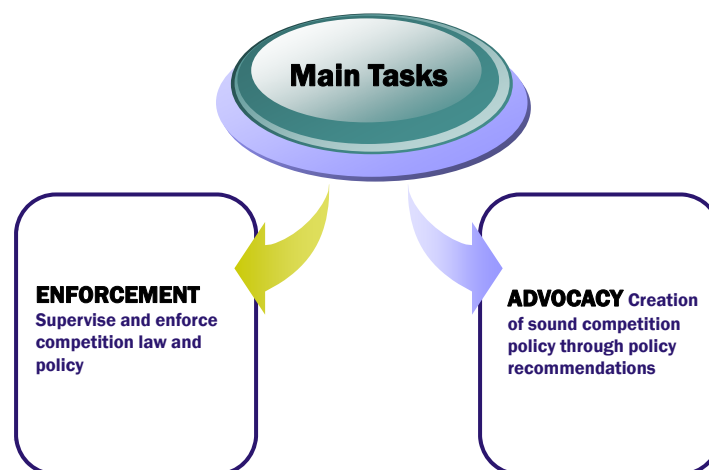 Main Tasks
ENFORCEMENT
Supervise and enforce
competition law and
policy
ADVOCACY Creation
of sound competition
policy through policy
recommendations